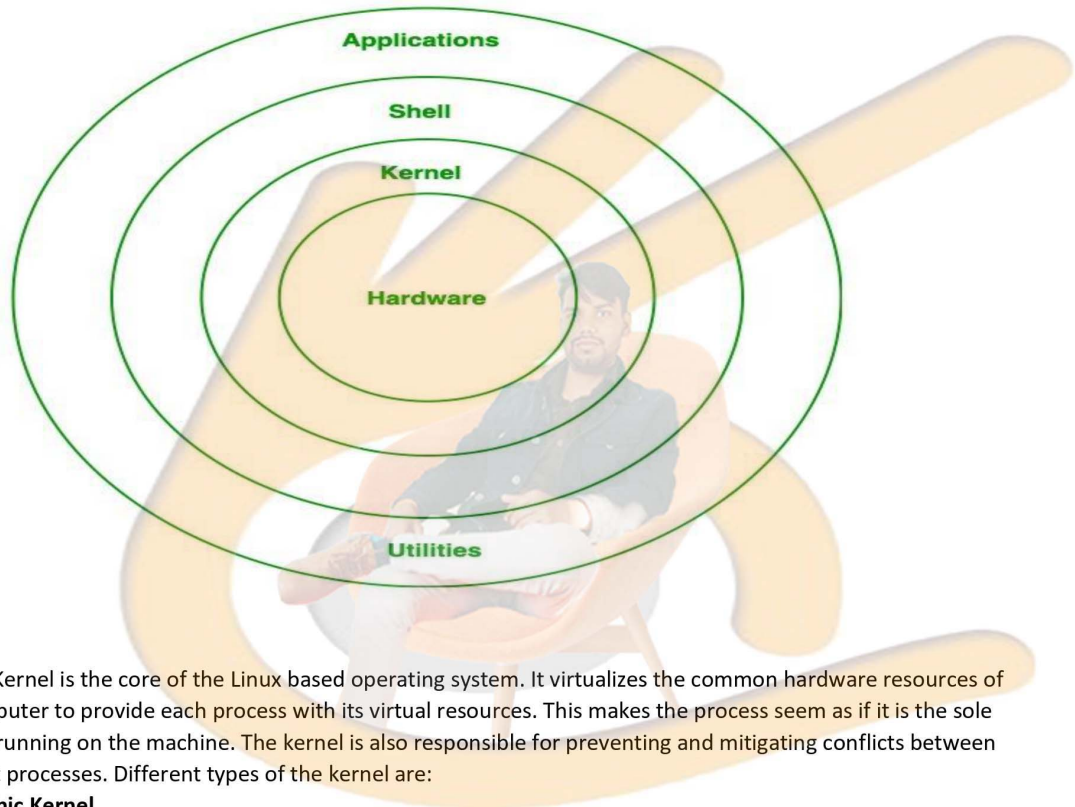 Applications
Shell
Kernel
Hardware
Utilities
Kernel is the core of the Linux based operating system. It virtualizes the common hardware resources of
to provide each process with its virtual resources. This makes the process seem as if it is the sole
running on the machine. The kernel is also responsible for preventing and mitigating conflicts between
processes. Different types of the kernel are:
Kernel